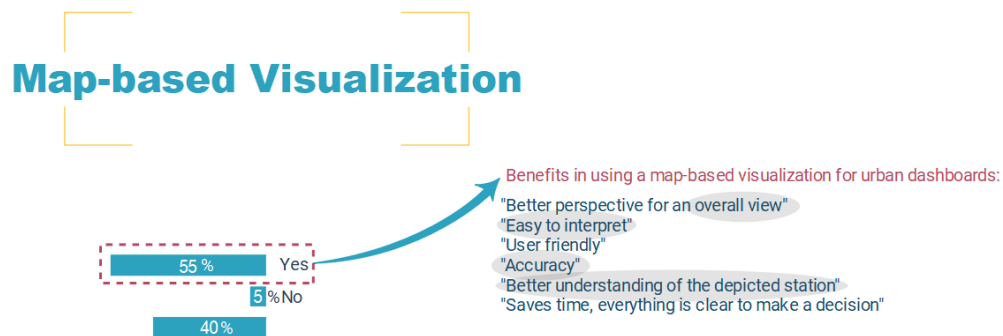 Map-based Visualization
Benefits in using a map-based visualization for urban dashboards:
"Better perspective for an overall view"
"Easy to interpret"
"User friendly"
"Accuracy"
"Better understanding of the depicted station"
"Saves time, everything is clear to make a decision"
55 % Yes
5 % No
40 %